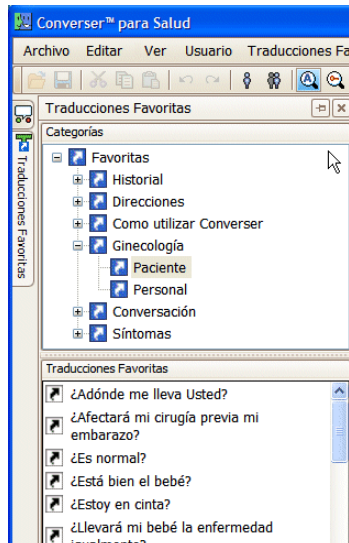 Converser™ para Salud
Archivo Editar Ver Usuario Traducciones Fa
Traducciones Favoritas
Categorías
Favoritas
Historial
Direcciones
Como utilizar Converser
Ginecología
Paciente
Personal
Conversación
Síntomas
Traducciones Favoritas
Traducciones Favoritas
¿Adónde me lleva Usted?
¿Afectará mi cirugía previa mi
embarazo?
¿Es normal?
¿Está bien el bebé?
¿Estoy en cinta?
¿Llevará mi bebé la enfermedad
igualmente?